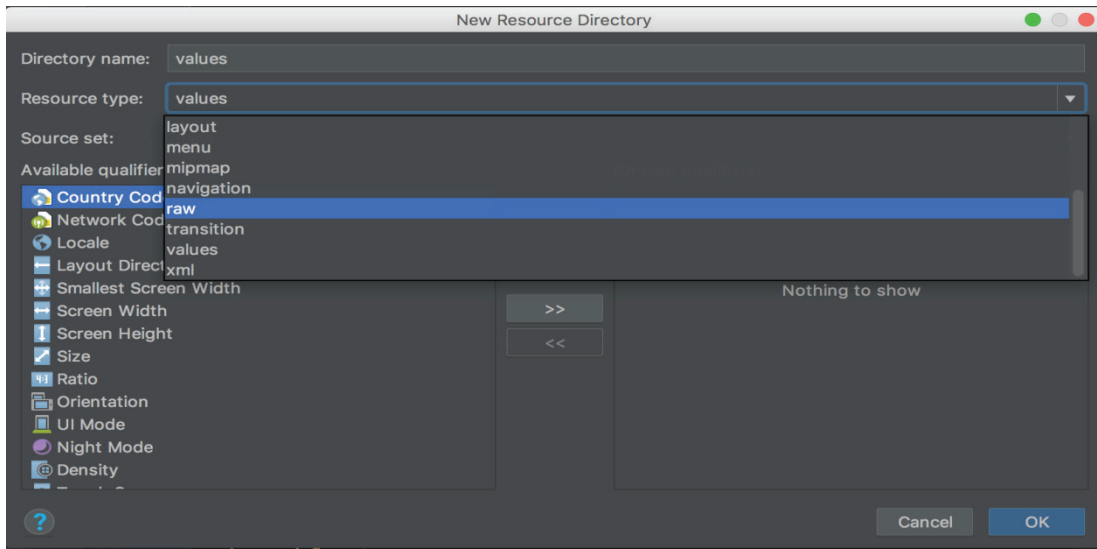 New Resource Directory
Directory name: values
Resource type: values
Source set:
layout
menu
mipmap
navigation
raw
transition
values
xml
Available qualifier
Country Cod
Network Cod
Locale
Layout Direct
Smallest Screen Width
Screen Width
Screen Height
Size
4:3 Ratio
Orientation
UI Mode
Night Mode
Density
>>
<<
Nothing to show
?
Cancel
OK